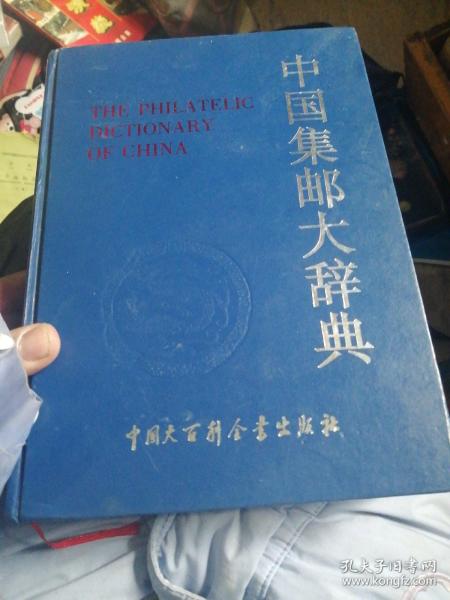 THE PHILATELIC
DICTIONARY
OF CHINA
中国集邮大辞典
中国大百科全书出版社
孔夫子旧书网
www.kongfz.com